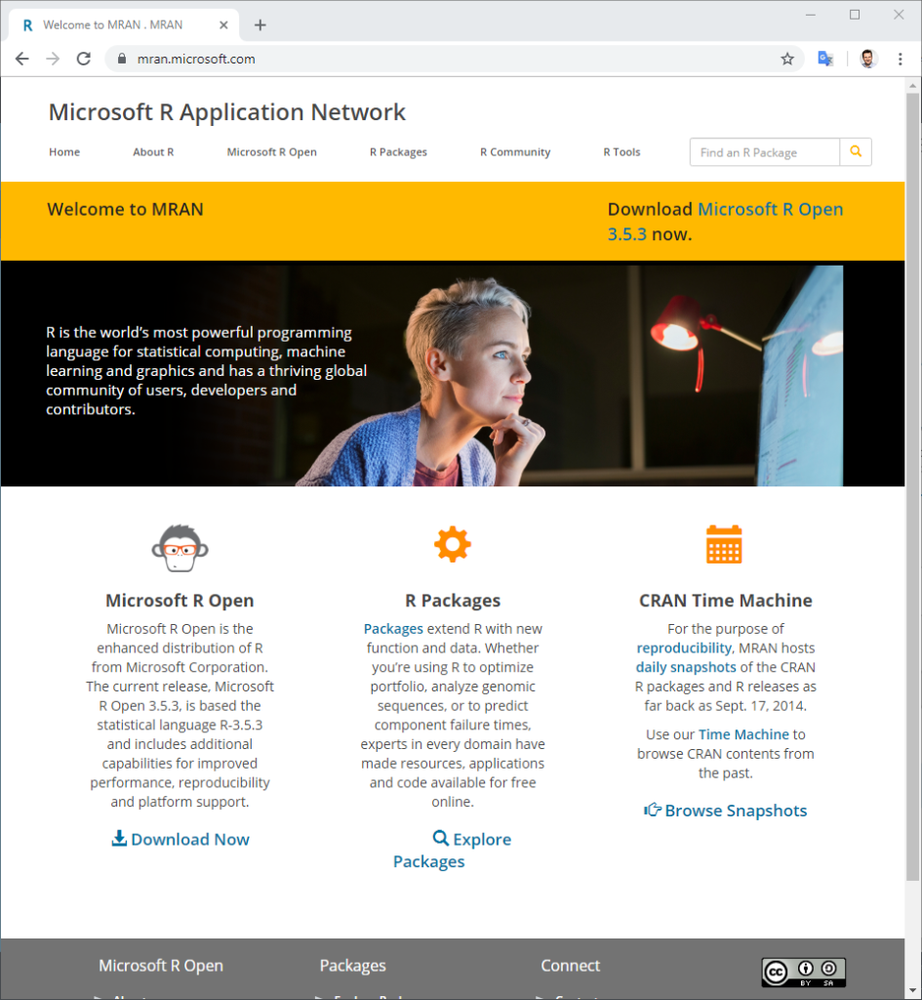 Welcome to MRAN . MRAN
mran.microsoft.com
Microsoft R Application Network
Home About R Microsoft R Open R Packages R Community R Tools Find an R Package
Welcome to MRAN
Download Microsoft R Open
3.5.3 now.
R is the world's most powerful programming
language for statistical computing, machine
learning and graphics and has a thriving global
community of users, developers and
contributors.
Microsoft R Open
Microsoft R Open is the
enhanced distribution of R
from Microsoft Corporation.
The current release, Microsoft
R Open 3.5.3, is based the
statistical language R-3.5.3
and includes additional
capabilities for improved
performance, reproducibility
and platform support.
Download Now
R Packages
Packages extend R with new
function and data. Whether
you're using R to optimize
portfolio, analyze genomic
sequences, or to predict
component failure times,
experts in every domain have
made resources, applications
and code available for free
online.
Explore
Packages
CRAN Time Machine
For the purpose of
reproducibility, MRAN hosts
daily snapshots of the CRAN
R packages and R releases as
far back as Sept. 17, 2014.
Use our Time Machine to
browse CRAN contents from
the past.
Browse Snapshots
Microsoft R Open Packages Connect
cc BY SA